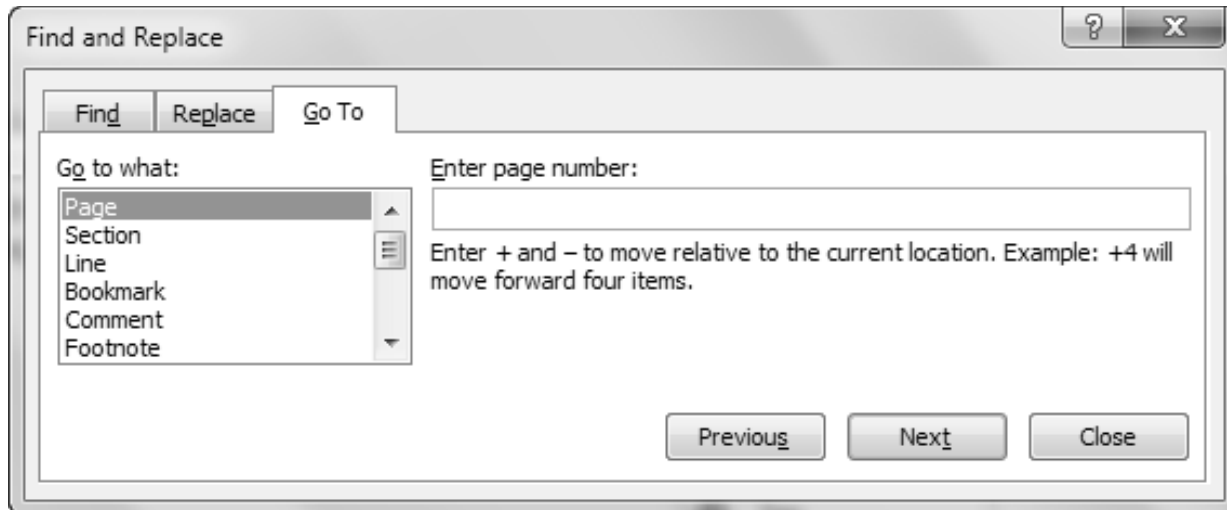 Find and Replace
?
X
Find
Replace
Go To
Go to what:
Enter page number:
Page
Section
Line
Bookmark
Comment
Footnote
Enter + and – to move relative to the current location. Example: +4 will
move forward four items.
Previous
Next
Close